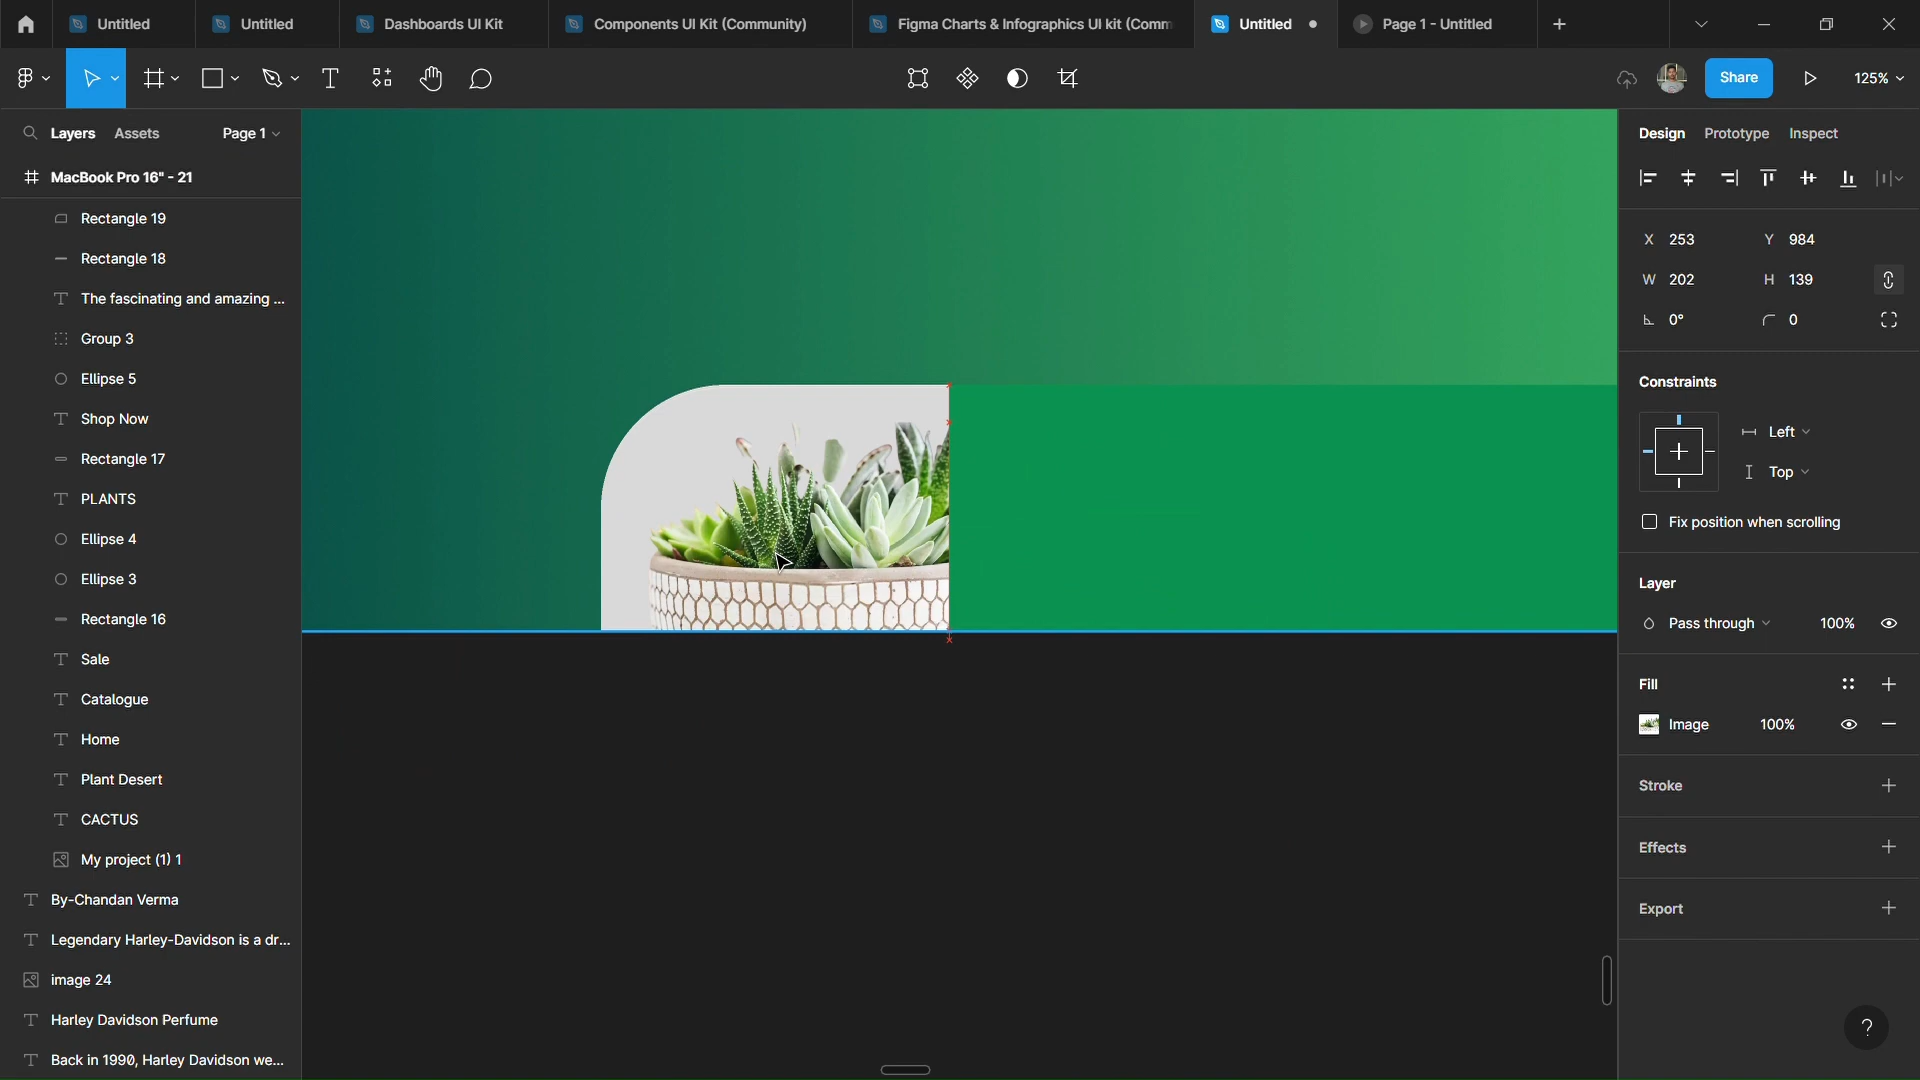 Untitled
Untitled
Dashboards UI Kit
Components UI Kit (Community)
Figma Charts & Infographics UI kit (Comm
Untitled
Page 1 - Untitled
Share
125%
Layers
Assets
Page 1
MacBook Pro 16" - 21
Rectangle 19
Rectangle 18
The fascinating and amazing ...
Group 3
Ellipse 5
Shop Now
Rectangle 17
PLANTS
Ellipse 4
Ellipse 3
Rectangle 16
Sale
Catalogue
Home
Plant Desert
CACTUS
My project (1) 1
By-Chandan Verma
Legendary Harley-Davidson is a dr...
image 24
Harley Davidson Perfume
Back in 1990, Harley Davidson we...
Design
Prototype
Inspect
X 253
Y 984
W 202
H 139
0°
0
Constraints
Left
Top
Fix position when scrolling
Layer
Pass through
100%
Fill
Image
100%
Stroke
Effects
Export
?